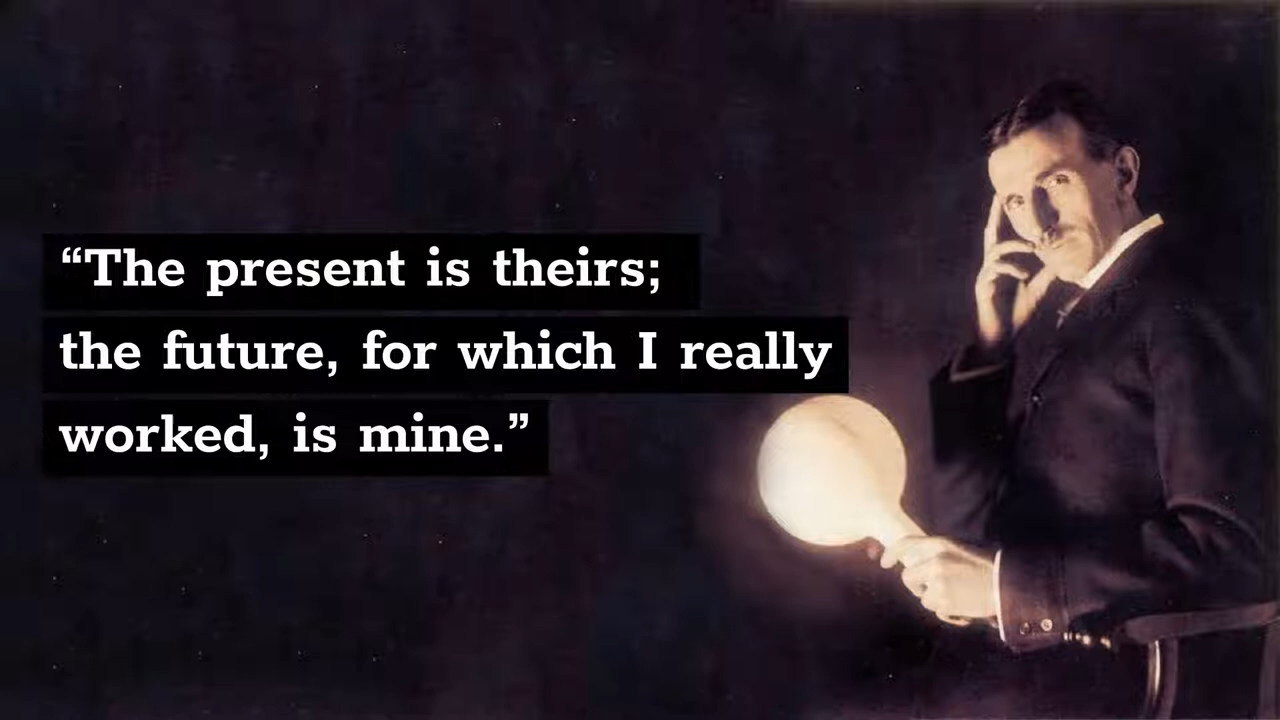 “The present is theirs;
the future, for which I really
worked, is mine.”